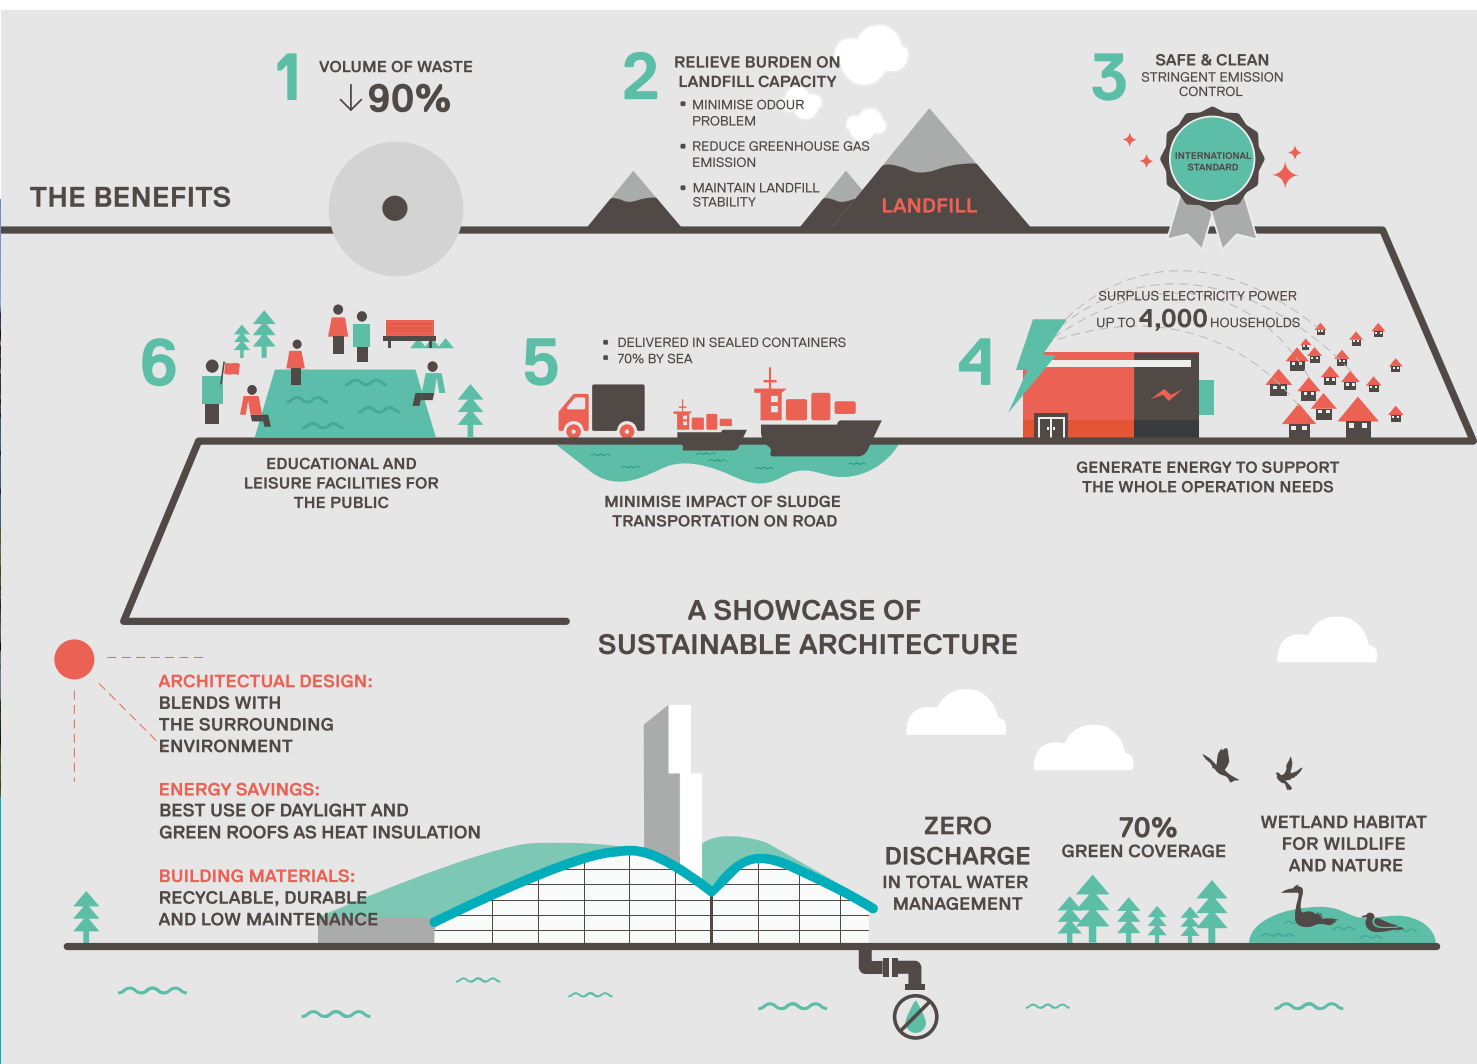 THE BENEFITS
1
VOLUME OF WASTE
↓90%
2
RELIEVE BURDEN ON
LANDFILL CAPACITY
▪ MINIMISE ODOUR
PROBLEM
▪ REDUCE GREENHOUSE GAS
EMISSION
▪ MAINTAIN LANDFILL
STABILITY
LANDFILL
3
SAFE & CLEAN
STRINGENT EMISSION
CONTROL
INTERNATIONAL
STANDARD
4
SURPLUS ELECTRICITY POWER
UP TO 4,000 HOUSEHOLDS
GENERATE ENERGY TO SUPPORT
THE WHOLE OPERATION NEEDS
5
▪ DELIVERED IN SEALED CONTAINERS
▪ 70% BY SEA
MINIMISE IMPACT OF SLUDGE
TRANSPORTATION ON ROAD
6
EDUCATIONAL AND
LEISURE FACILITIES FOR
THE PUBLIC
A SHOWCASE OF
SUSTAINABLE ARCHITECTURE
ARCHITECTUAL DESIGN:
BLENDS WITH
THE SURROUNDING
ENVIRONMENT
ENERGY SAVINGS:
BEST USE OF DAYLIGHT AND
GREEN ROOFS AS HEAT INSULATION
BUILDING MATERIALS:
RECYCLABLE, DURABLE
AND LOW MAINTENANCE
ZERO
DISCHARGE
IN TOTAL WATER
MANAGEMENT
70%
GREEN COVERAGE
WETLAND HABITAT
FOR WILDLIFE
AND NATURE